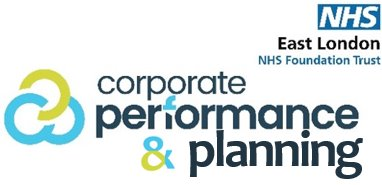 NHS
East London
NHS Foundation Trust
corporate
performance
& planning